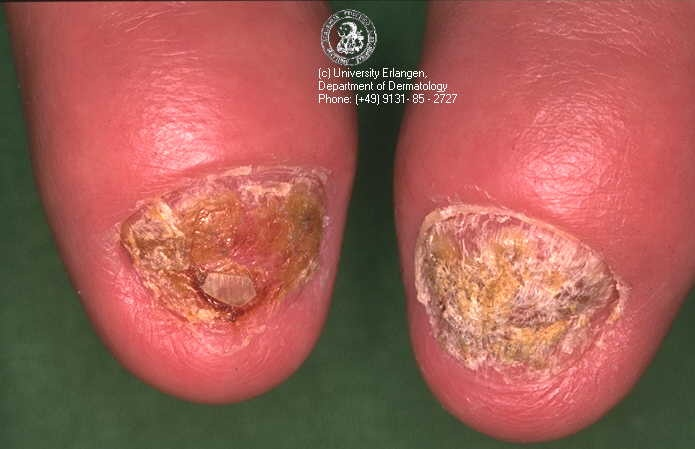 (c) University Erlangen,
Department of Dermatology
Phone: (+49) 9131- 85 - 2727